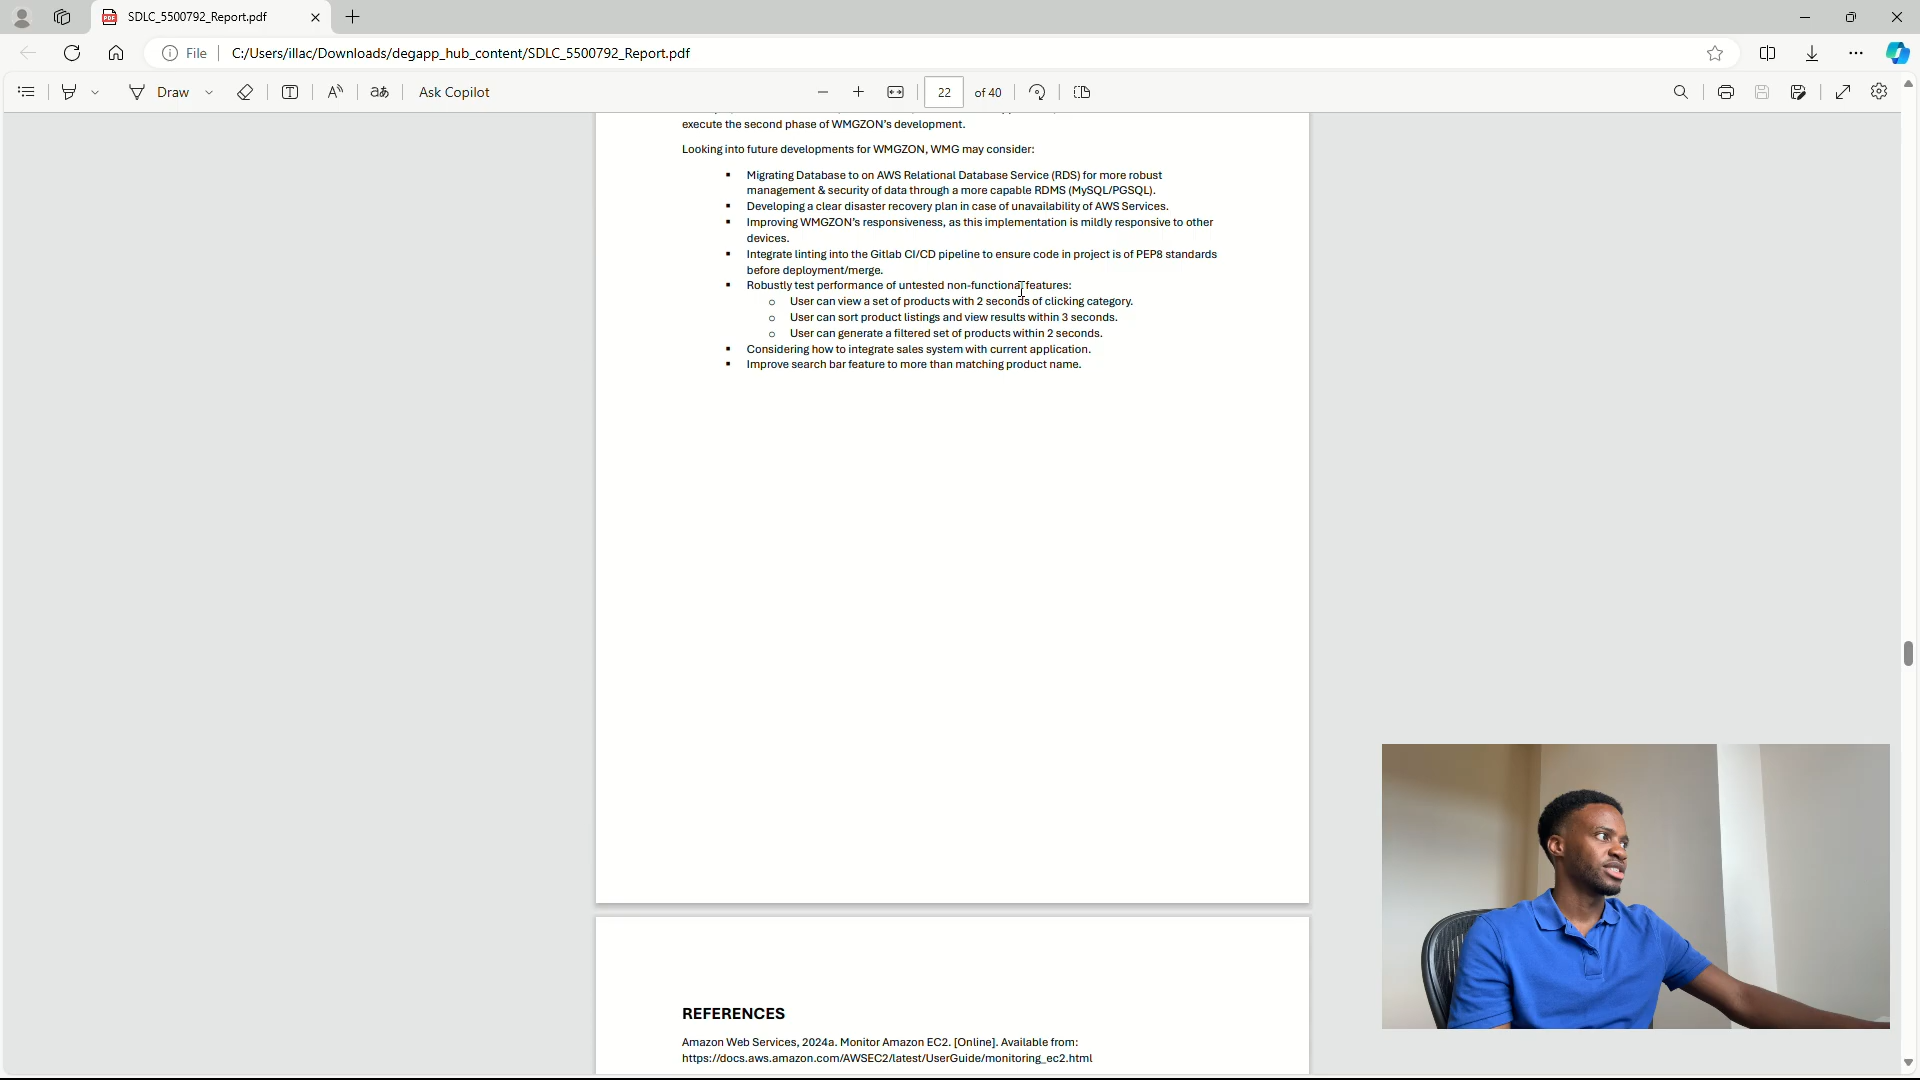 SDLC_5500792_Report.pdf
File
C:/Users/illac/Downloads/degapp_hub_content/SDLC_5500792_Report.pdf
Draw
Ask Copilot
22 of 40
execute the second phase of WMGZON’s development.
Looking into future developments for WMGZON, WMG may consider:
▪ Migrating Database to on AWS Relational Database Service (RDS) for more robust
management & security of data through a more capable RDMS (MySQL/PGSQL).
▪ Developing a clear disaster recovery plan in case of unavailability of AWS Services.
▪ Improving WMGZON’s responsiveness, as this implementation is mildly responsive to other
devices.
▪ Integrate linting into the Gitlab CI/CD pipeline to ensure code in project is of PEP8 standards
before deployment/merge.
▪ Robustly test performance of untested non-functional features:
o User can view a set of products with 2 seconds of clicking category.
o User can sort product listings and view results within 3 seconds.
o User can generate a filtered set of products within 2 seconds.
▪ Considering how to integrate sales system with current application.
▪ Improve search bar feature to more than matching product name.
REFERENCES
Amazon Web Services, 2024a. Monitor Amazon EC2. [Online]. Available from:
https://docs.aws.amazon.com/AWSEC2/latest/UserGuide/monitoring_ec2.html